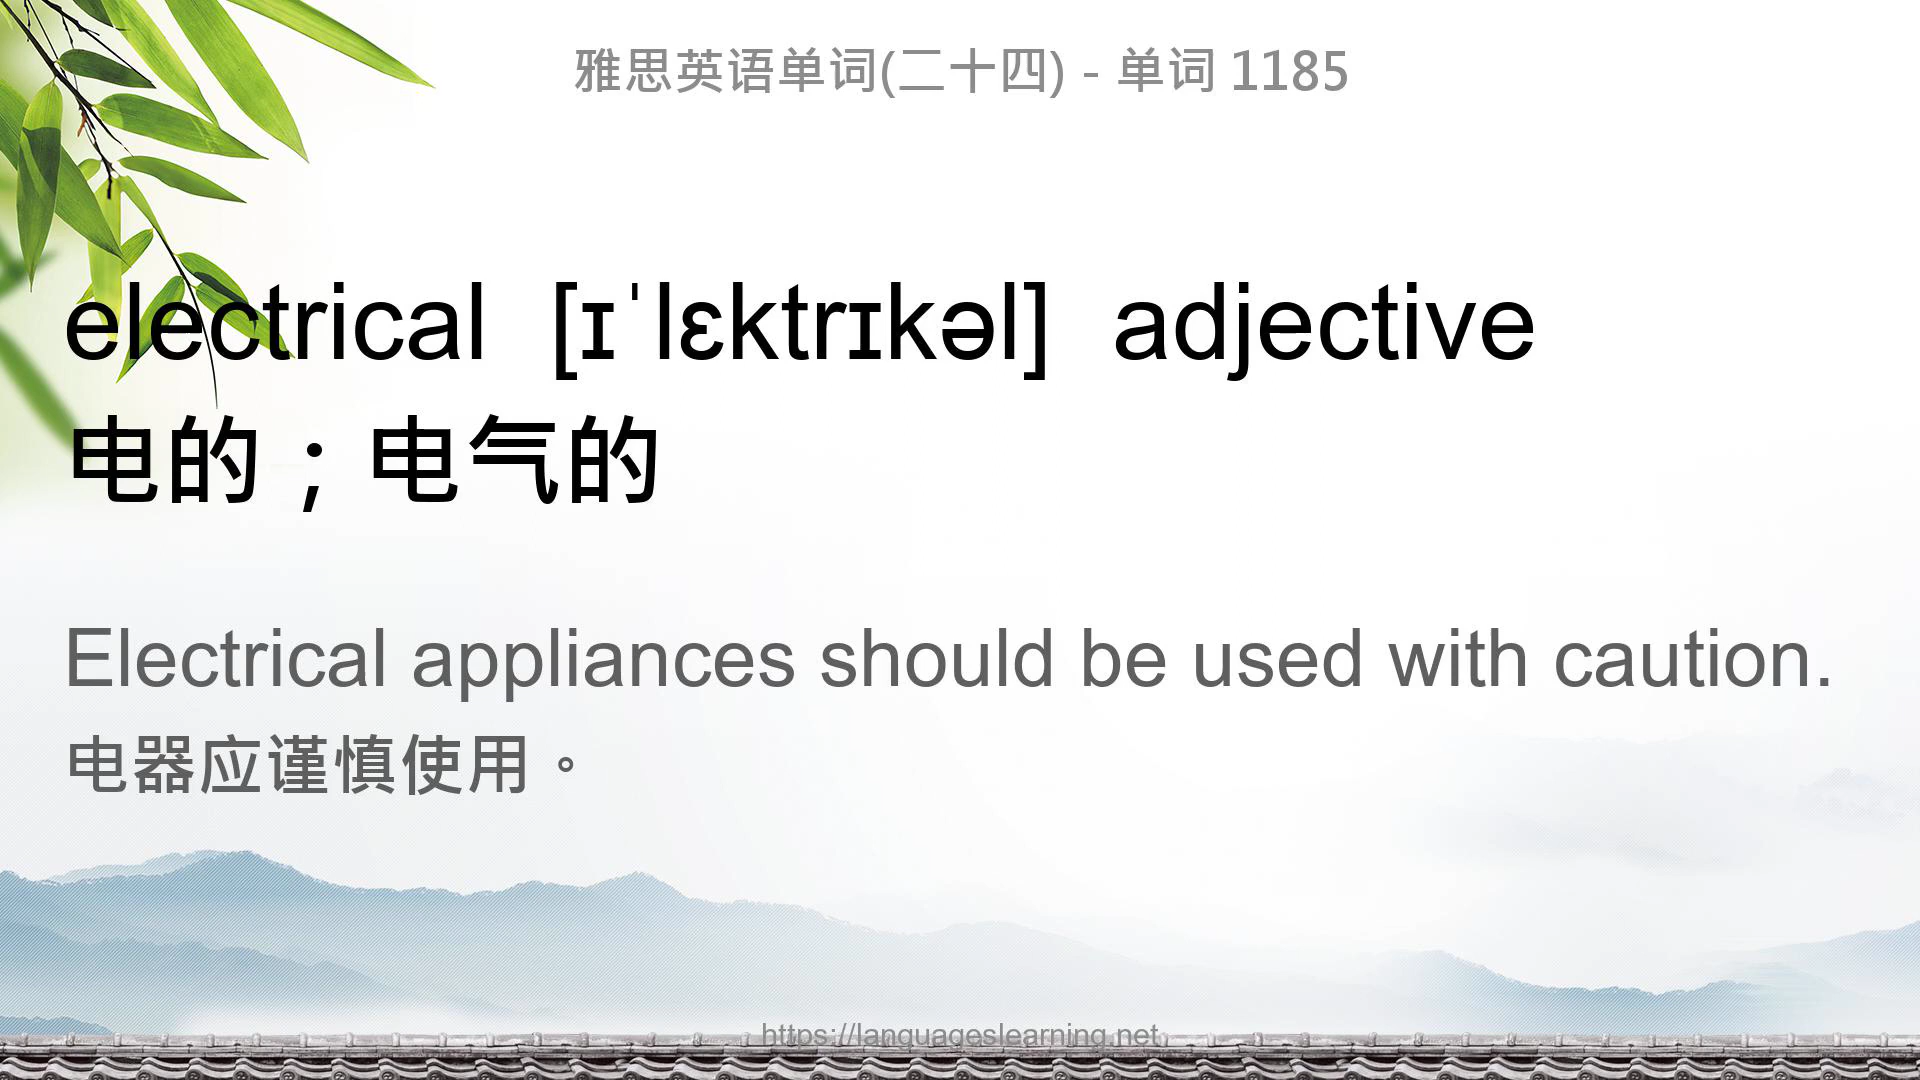 雅思英语单词(二十四) - 单词 1185
electrical [ɪˈlɛktrɪkəl] adjective
电的；电气的
Electrical appliances should be used with caution.
电器应谨慎使用。
https://languageslearning.net